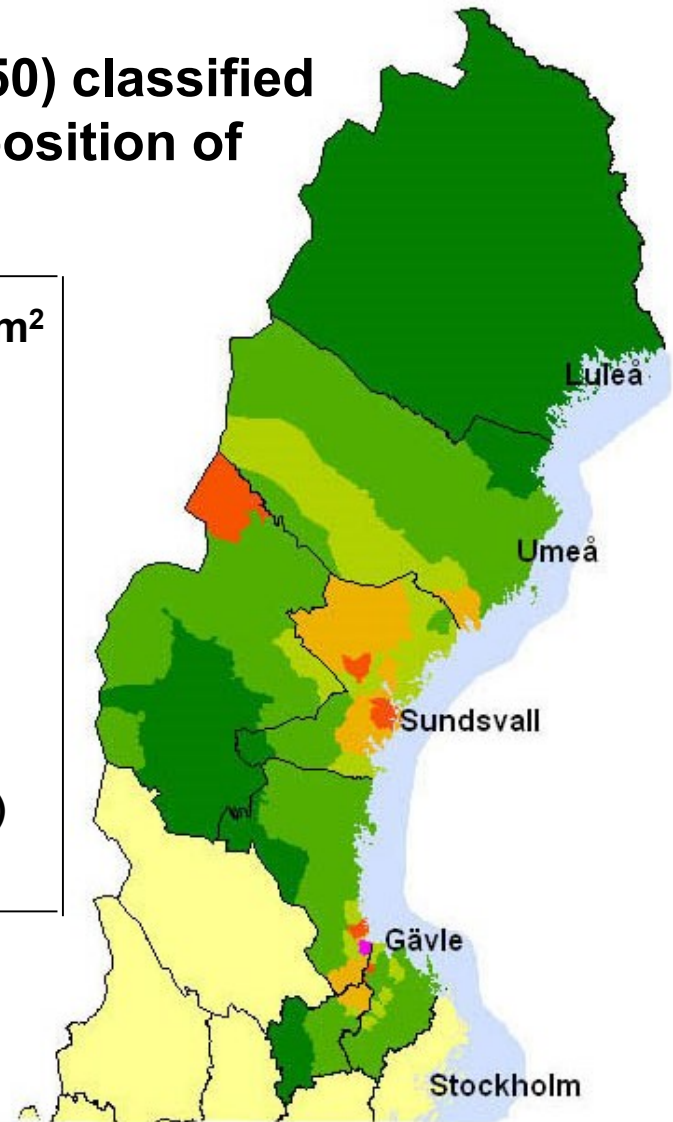 50) classified
osition of
m²
)
Luleå
Umeå
Sundsvall
Gävle
Stockholm